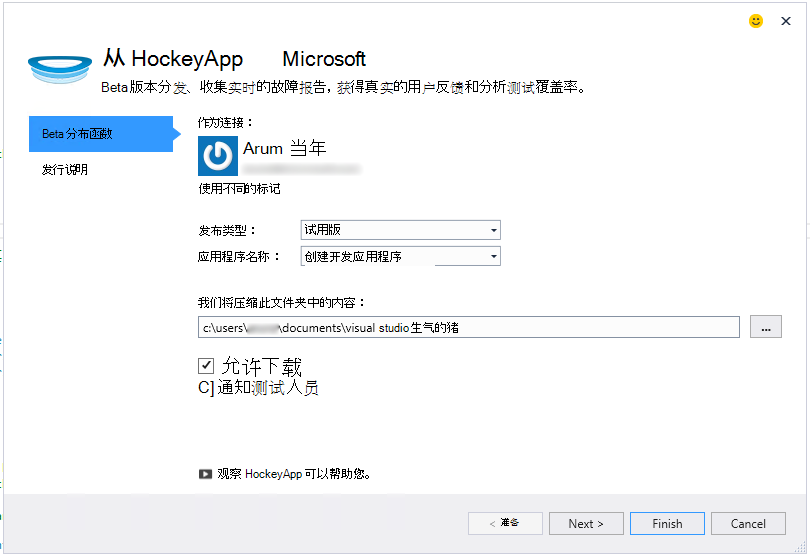 从 HockeyApp Microsoft
Beta版本分发、收集实时的故障报告，获得真实的用户反馈和分析测试覆盖率。
Beta 分布函数
发行说明
作为连接：
Arum 当年
使用不同的标记
发布类型：
试用版
应用程序名称：
创建开发应用程序
我们将压缩此文件夹中的内容：
c:\users\ \documents\visual studio生气的猪
...
允许下载
C] 通知测试人员
观察 HockeyApp 可以帮助您。
< 准备
Next >
Finish
Cancel